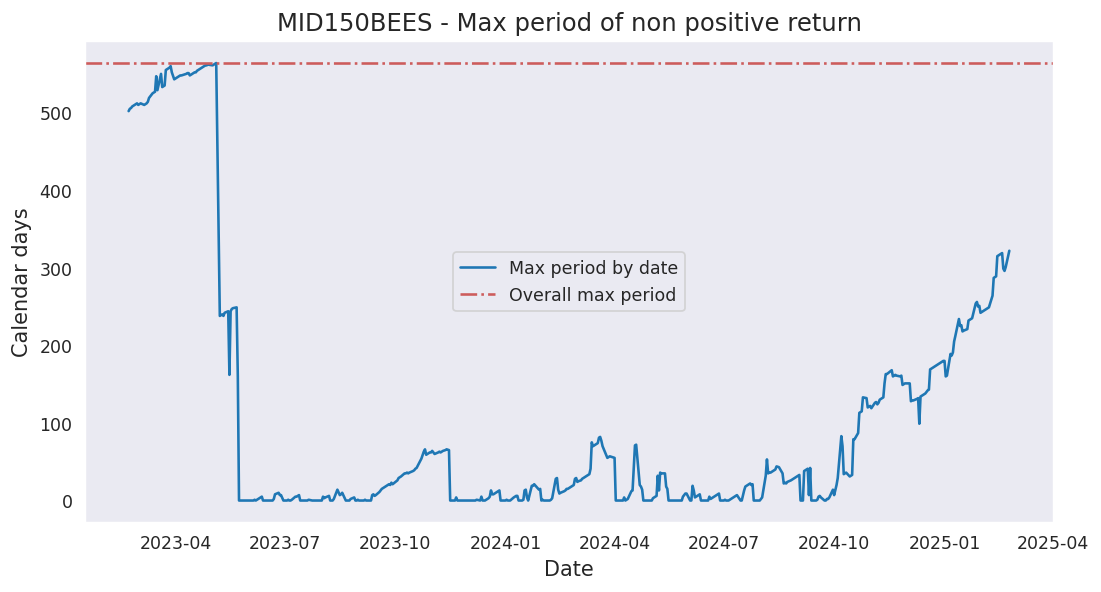 MID150BEES - Max period of non positive return
Calendar days
500
400
300
200
100
0
Max period by date
Overall max period
2023-04 2023-07 2023-10 2024-01 2024-04 2024-07 2024-10 2025-01 2025-04
Date